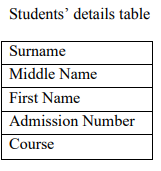 Students’ details table
Surname
Middle Name
First Name
Admission Number
Course